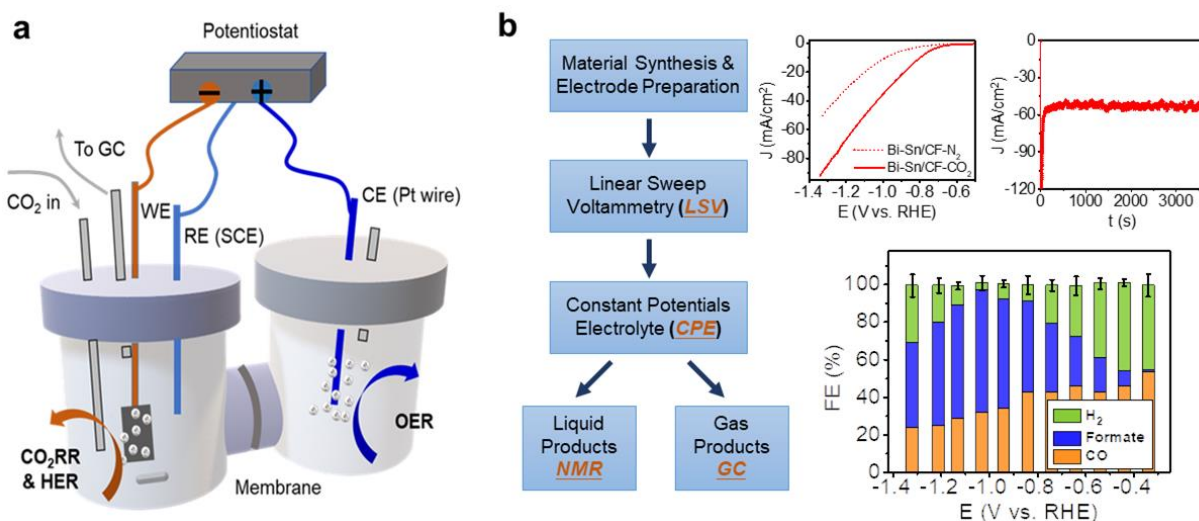 a
Potentiostat
To GC
CO₂ in
WE
RE (SCE)
CE (Pt wire)
CO₂RR
& HER
OER
Membrane
b
Material Synthesis &
Electrode Preparation
Linear Sweep
Voltammetry (LSV)
Constant Potentials
Electrolyte (CPE)
Liquid
Products
NMR
Gas
Products
GC
J (mA/cm²)
0
-20
-40
-60
-80
Bi-Sn/CF-N₂
Bi-Sn/CF-CO₂
-1.4 -1.2 -1.0 -0.8 -0.6
E (V vs. RHE)
J (mA/cm²)
0
-30
-60
-90
-120
0 1000 2000 3000
t (s)
FE (%)
100
80
60
40
20
0
H₂
Formate
CO
-1.4 -1.2 -1.0 -0.8 -0.6 -0.4
E (V vs. RHE)